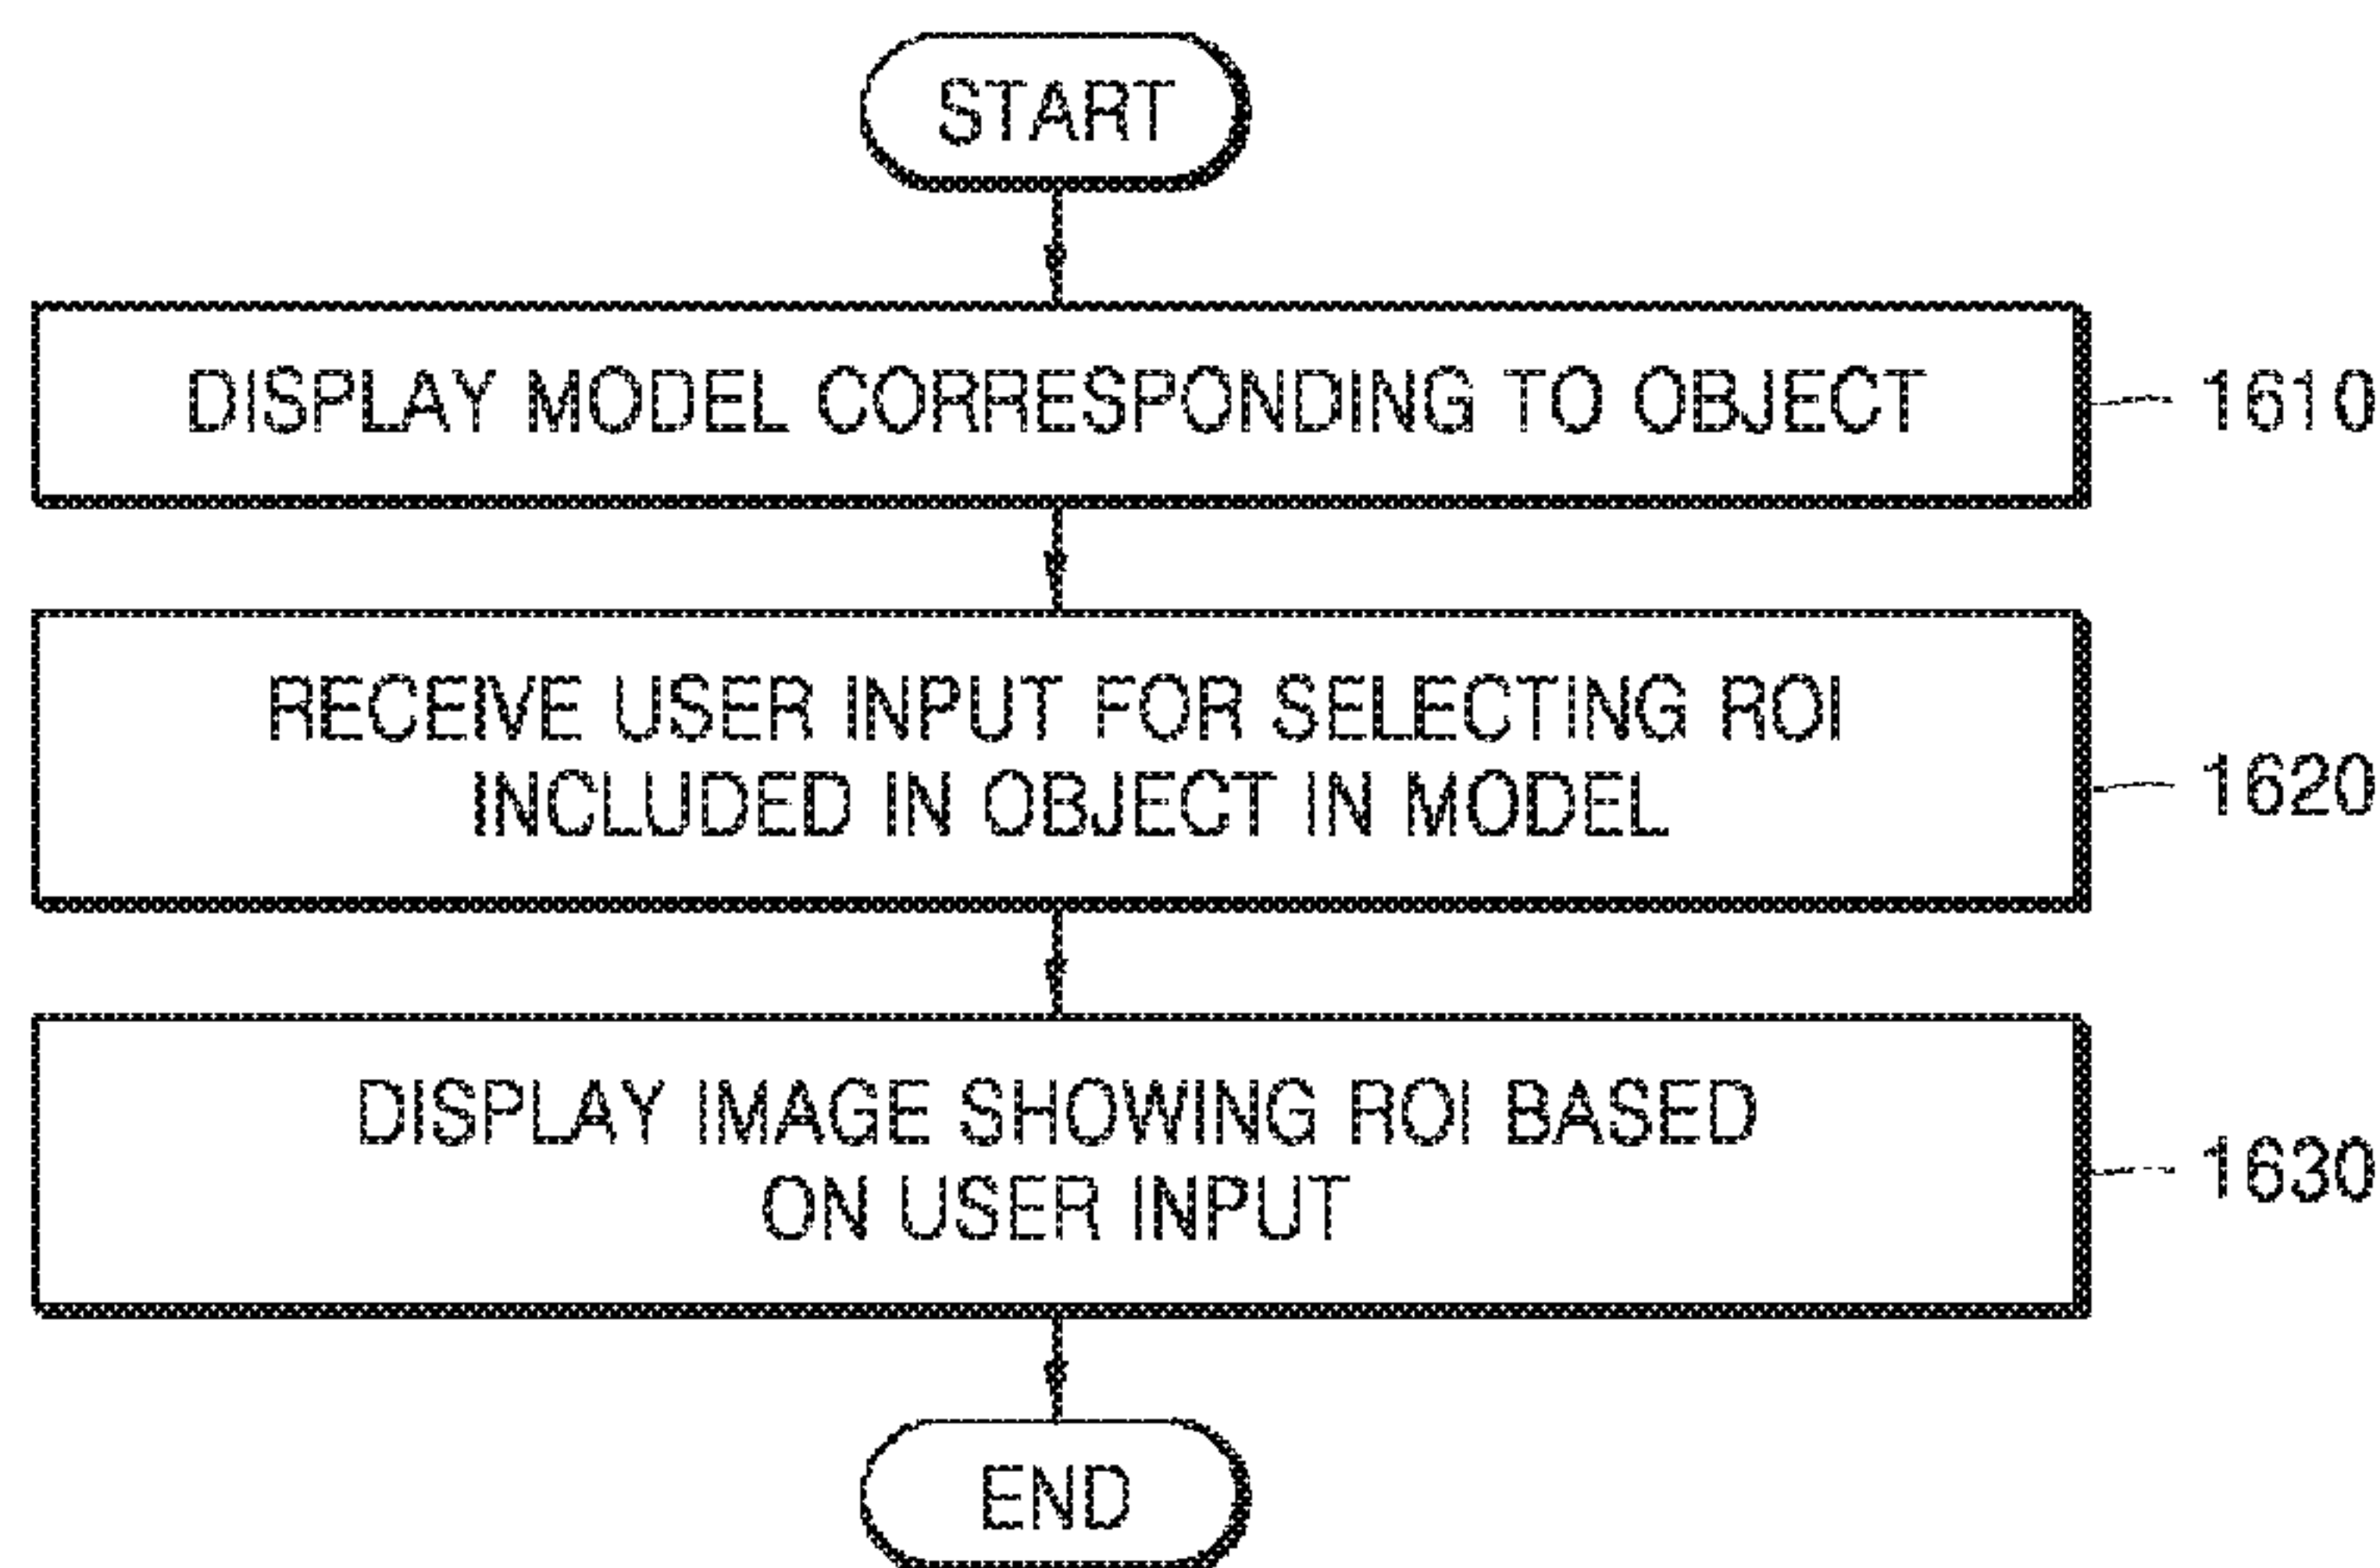 START
DISPLAY MODEL CORRESPONDING TO OBJECT
1610
RECEIVE USER INPUT FOR SELECTING ROI
INCLUDED IN OBJECT IN MODEL
1620
DISPLAY IMAGE SHOWING ROI BASED
ON USER INPUT
1630
END